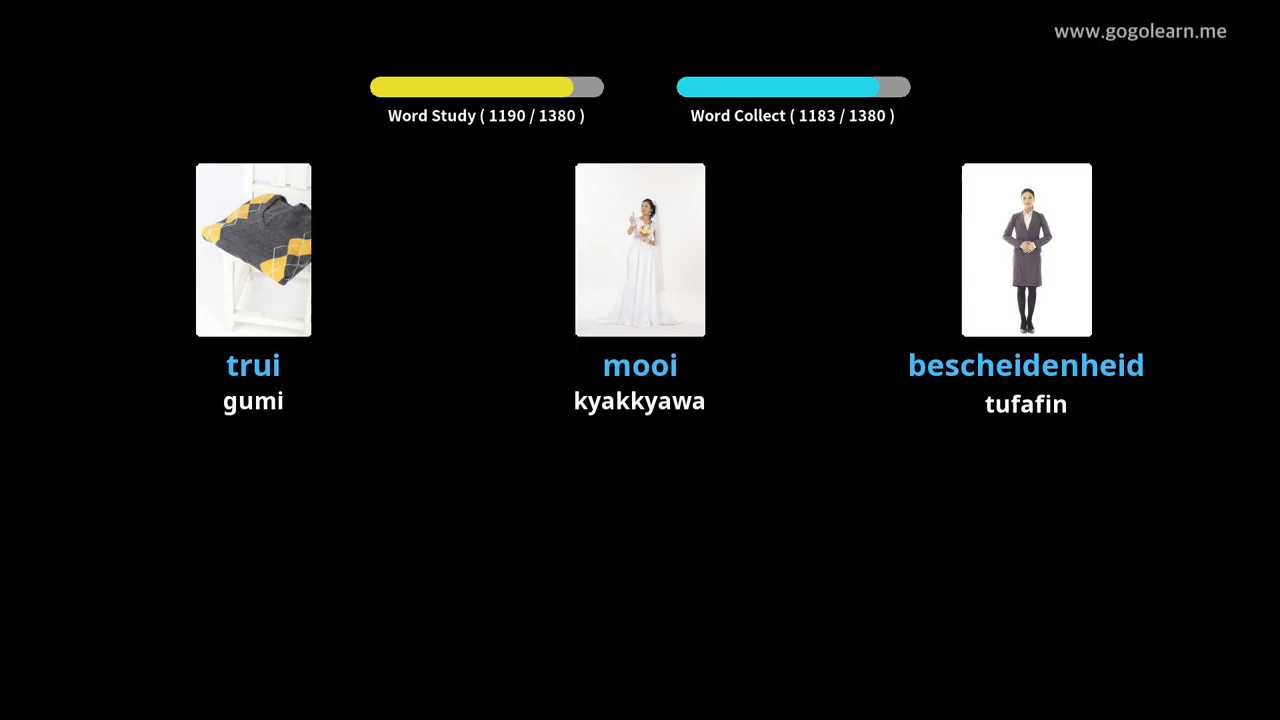 www.gogolearn.me
Word Study ( 1190 / 1380 )
Word Collect ( 1183 / 1380 )
trui
gumi
mooi
kyakkyawa
bescheidenheid
tufafin